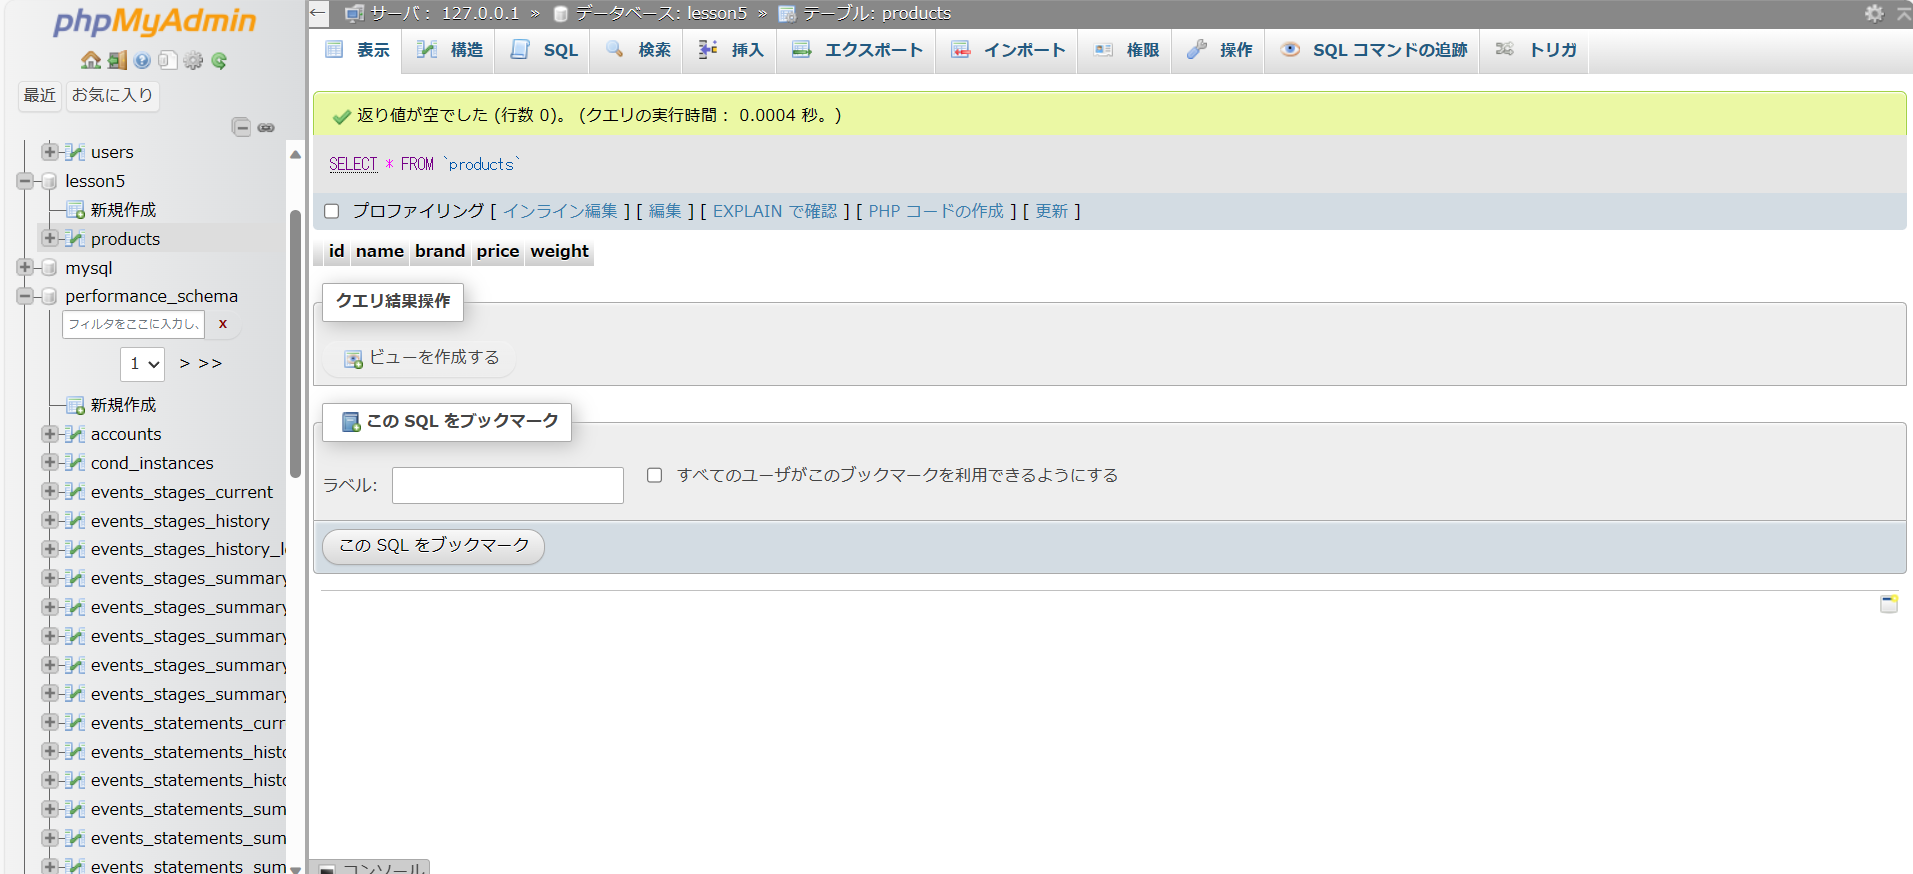 phpMyAdmin
最近 お気に入り
users
lesson5
新規作成
products
mysql
performance_schema
フィルタをここに入力し、 X
1 > >>
新規作成
accounts
cond_instances
events_stages_current
events_stages_history
events_stages_history_l
events_stages_summary
events_stages_summary
events_stages_summary
events_stages_summary
events_stages_summary
events_statements_curr
events_statements_histo
events_statements_histo
events_statements_sum
events_statements_sum
events_statements_sum
← サーバ: 127.0.0.1 » データベース: lesson5 » テーブル: products
表示 構造 SQL 検索 挿入 エクスポート インポート 権限 操作 SQL コマンドの追跡 トリガ
返り値が空でした (行数 0)。 (クエリの実行時間: 0.0004 秒。)
SELECT * FROM `products`
プロファイリング [ インライン編集 ] [ 編集 ] [ EXPLAIN で確認 ] [ PHP コードの作成 ] [ 更新 ]
id name brand price weight
クエリ結果操作
ビューを作成する
この SQL をブックマーク
ラベル: すべてのユーザがこのブックマークを利用できるようにする
この SQL をブックマーク
コンソール